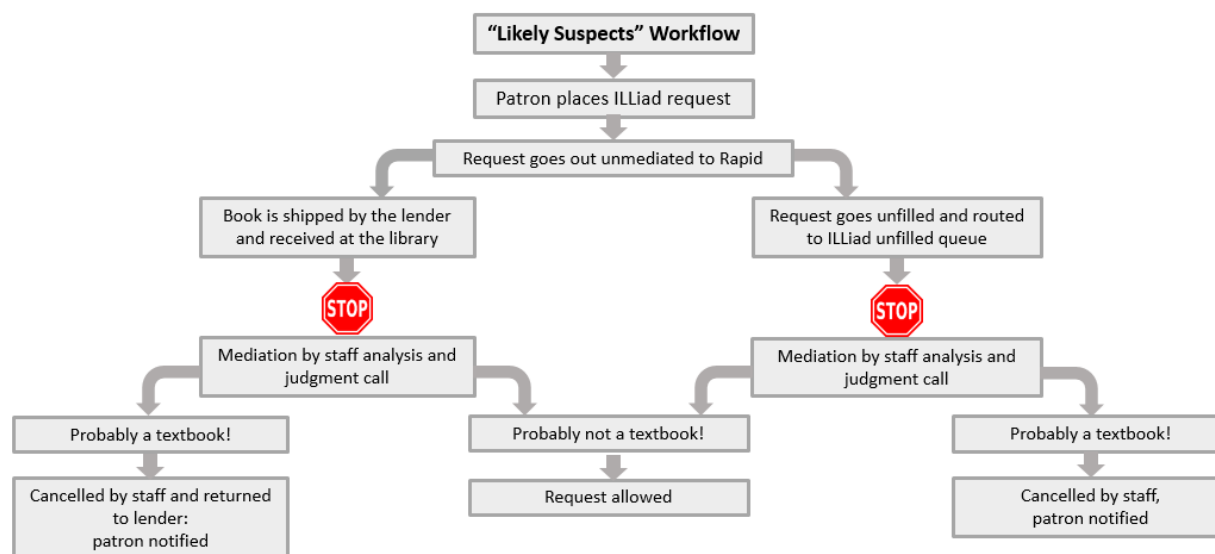 “Likely Suspects” Workflow
Patron places ILLiad request
Request goes out unmediated to Rapid
Book is shipped by the lender
and received at the library
Request goes unfilled and routed
to ILLiad unfilled queue
STOP
STOP
Mediation by staff analysis and
judgment call
Mediation by staff analysis and
judgment call
Probably a textbook!
Probably not a textbook!
Probably a textbook!
Cancelled by staff and returned
to lender:
patron notified
Request allowed
Cancelled by staff,
patron notified